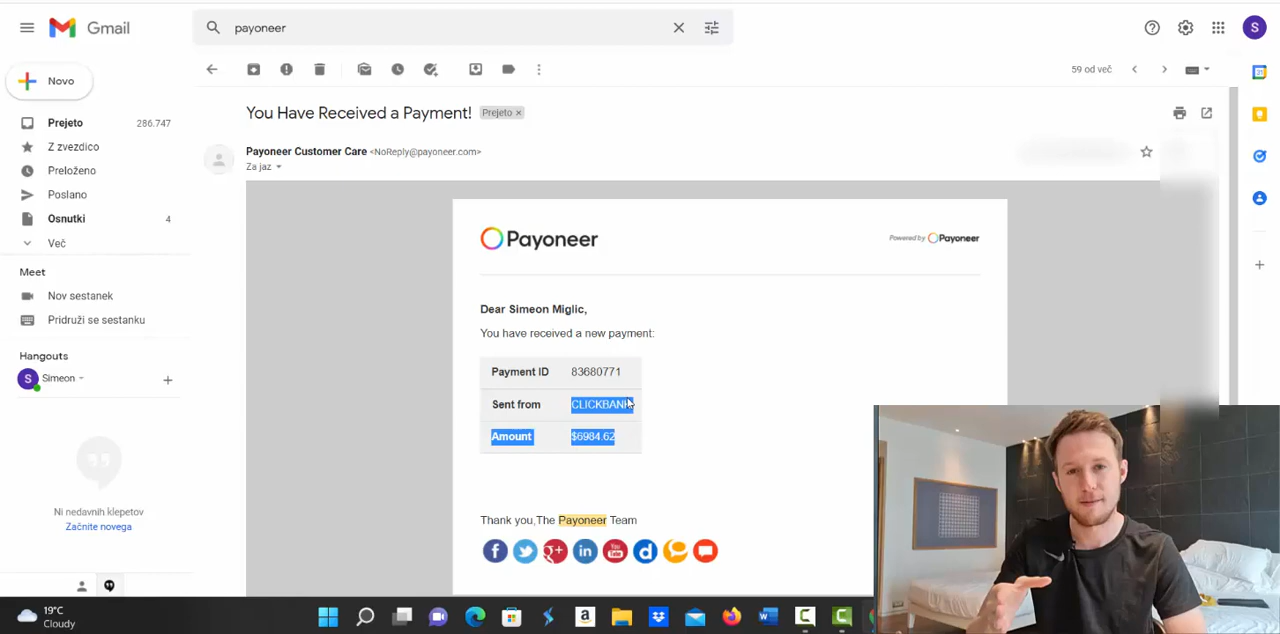 Gmail
payoneer
S
Novo
59 od več
You Have Received a Payment! Prejeto ×
Prejeto 286.747
Payoneer Customer Care <NoReply@payoneer.com>
Z zvezdico
Za jaz
Preloženo
Poslano
Osnutki 4
Več
Payoneer
Powered by Payoneer
Meet
Nov sestanek
Pridruži se sestanku
Dear Simeon Miglic,
You have received a new payment:
Hangouts
S Simeon
Payment ID 83680771
Sent from CLICKBANK
Amount $6984.62
Ni nedavnih klepetov
Začnite novega
Thank you,The Payoneer Team
19°C
Cloudy